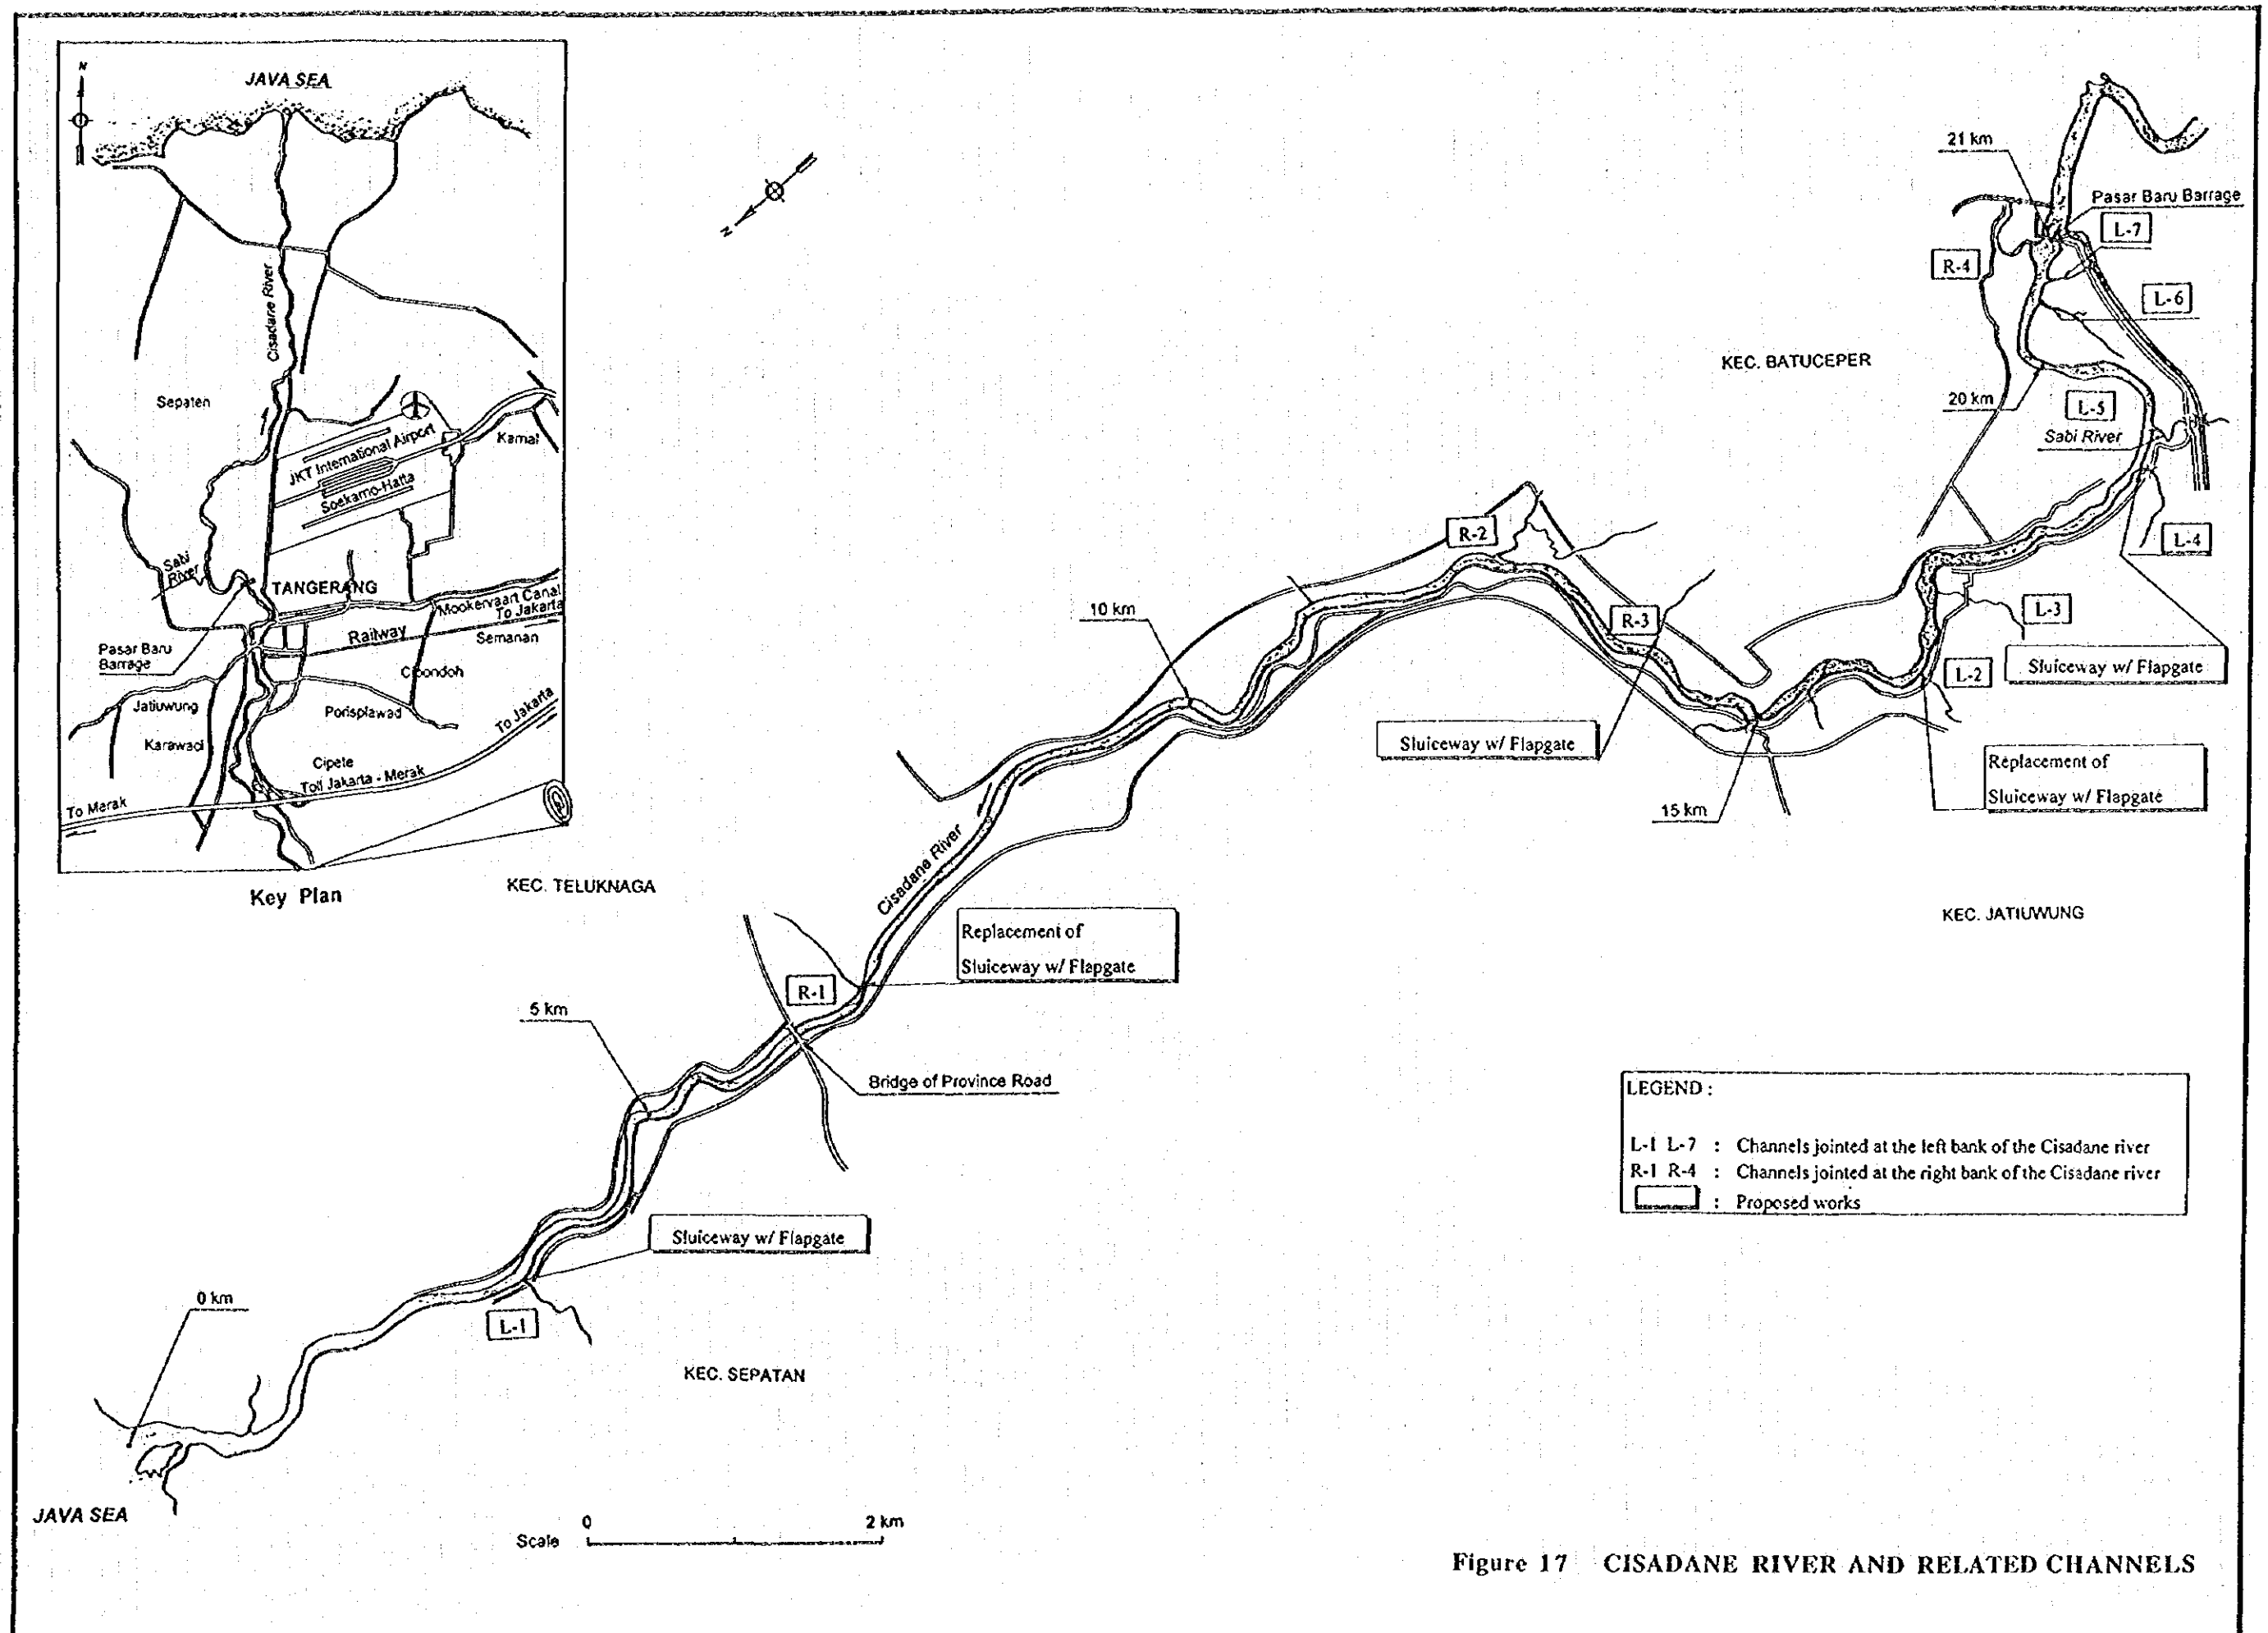 N
JAVA SEA
Cisadane River
Sepaten
JKT International Airport
Soekarno-Hatta
Kamal
Sabi
River
TANGERANG
Mookervaart Canal
To Jakarta
Railway
Semanan
Pasar Baru
Barrage
Cipondoh
Jatiuwung
Porisplawad
To Jakarta
Karawaci
Cipete
Toll Jakarta - Merak
To Merak
Key Plan
N
21 km
Pasar Baru Barrage
L-7
R-4
L-6
KEC. BATUCEPER
20 km
L-5
Sabi River
R-2
L-4
10 km
R-3
L-3
Sluiceway w/ Flapgate
L-2
Sluiceway w/ Flapgate
Replacement of
Sluiceway w/ Flapgate
15 km
Cisadane River
KEC. TELUKNAGA
KEC. JATIUWUNG
Replacement of
Sluiceway w/ Flapgate
R-1
5 km
Bridge of Province Road
LEGEND :
L-1 L-7 : Channels jointed at the left bank of the Cisadane river
R-1 R-4 : Channels jointed at the right bank of the Cisadane river
: Proposed works
Sluiceway w/ Flapgate
0 km
L-1
KEC. SEPATAN
JAVA SEA
0 2 km
Scale
Figure 17 CISADANE RIVER AND RELATED CHANNELS